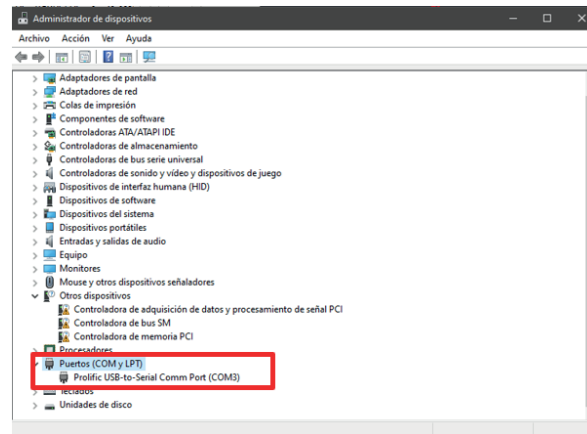 Administrador de dispositivos
Archivo Acción Ver Ayuda
Adaptadores de pantalla
Adaptadores de red
Colas de impresión
Componentes de software
Controladoras ATA/ATAPI IDE
Controladoras de almacenamiento
Controladoras de bus serie universal
Controladoras de sonido y vídeo y dispositivos de juego
Dispositivos de interfaz humana (HID)
Dispositivos de software
Dispositivos del sistema
Dispositivos portátiles
Entradas y salidas de audio
Equipo
Monitores
Mouse y otros dispositivos señaladores
Otros dispositivos
Controladora de adquisición de datos y procesamiento de señal PCI
Controladora de bus SM
Controladora de memoria PCI
Procesadores
Puertos (COM y LPT)
Prolific USB-to-Serial Comm Port (COM3)
Teclados
Unidades de disco